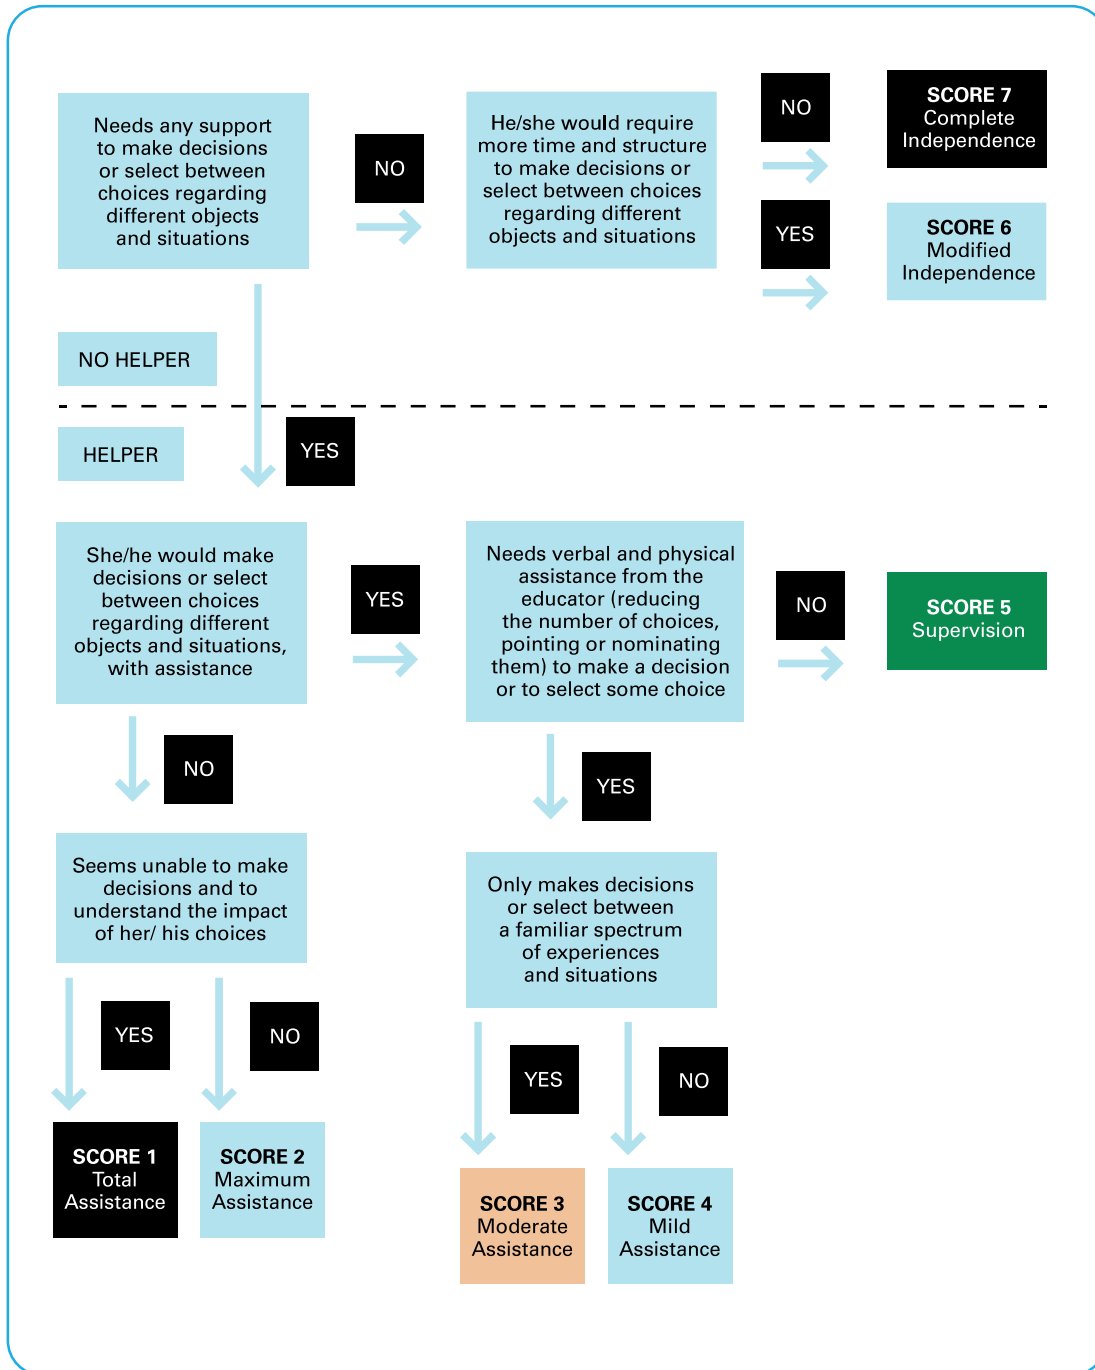 Needs any support
to make decisions
or select between
choices regarding
different objects
and situations
NO
He/she would require
more time and structure
to make decisions or
select between choices
regarding different
objects and situations
NO
SCORE 7
Complete
Independence
YES
SCORE 6
Modified
Independence
NO HELPER
HELPER
YES
She/he would make
decisions or select
between choices
regarding different
objects and situations,
with assistance
YES
Needs verbal and physical
assistance from the
educator (reducing
the number of choices,
pointing or nominating
them) to make a decision
or to select some choice
NO
SCORE 5
Supervision
NO
YES
Seems unable to make
decisions and to
understand the impact
of her/ his choices
Only makes decisions
or select between
a familiar spectrum
of experiences
and situations
YES
NO
YES
NO
SCORE 1
Total
Assistance
SCORE 2
Maximum
Assistance
SCORE 3
Moderate
Assistance
SCORE 4
Mild
Assistance